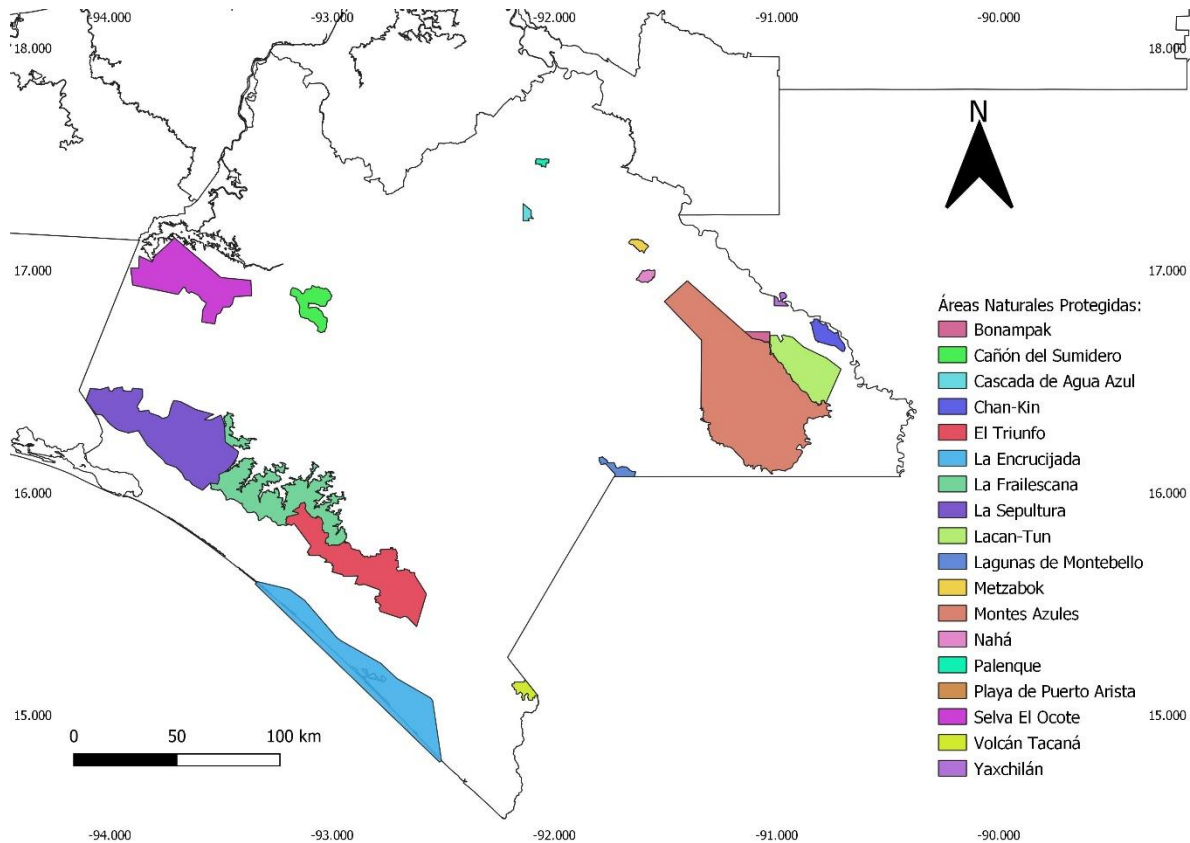 -94.000 -93.000 -92.000 -91.000 -90.000
18.000 18.000
N
17.000 17.000
Áreas Naturales Protegidas:
Bonampak
Cañón del Sumidero
Cascada de Agua Azul
Chan-Kin
El Triunfo
La Encrucijada
La Frailescana
La Sepultura
Lacan-Tun
Lagunas de Montebello
Metzabok
Montes Azules
Nahá
Palenque
Playa de Puerto Arista
Selva El Ocote
Volcán Tacaná
Yaxchilán
16.000 16.000
15.000 15.000
0 50 100 km
-94.000 -93.000 -92.000 -91.000 -90.000